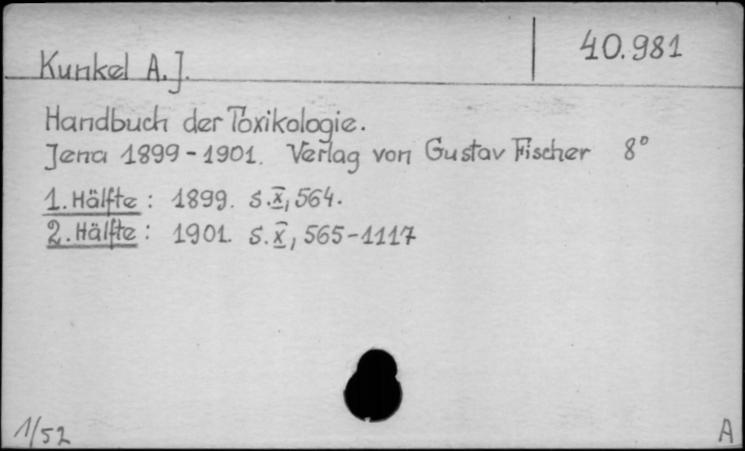 40.981
Kunkel A.J.
Handbuch der Toxikologie.
Jena 1899-1901. Verlag von Gustav Fischer 8°
1. Hälfte: 1899. S.X, 564.
2. Hälfte: 1901. S.X, 565-1117
1/52
A